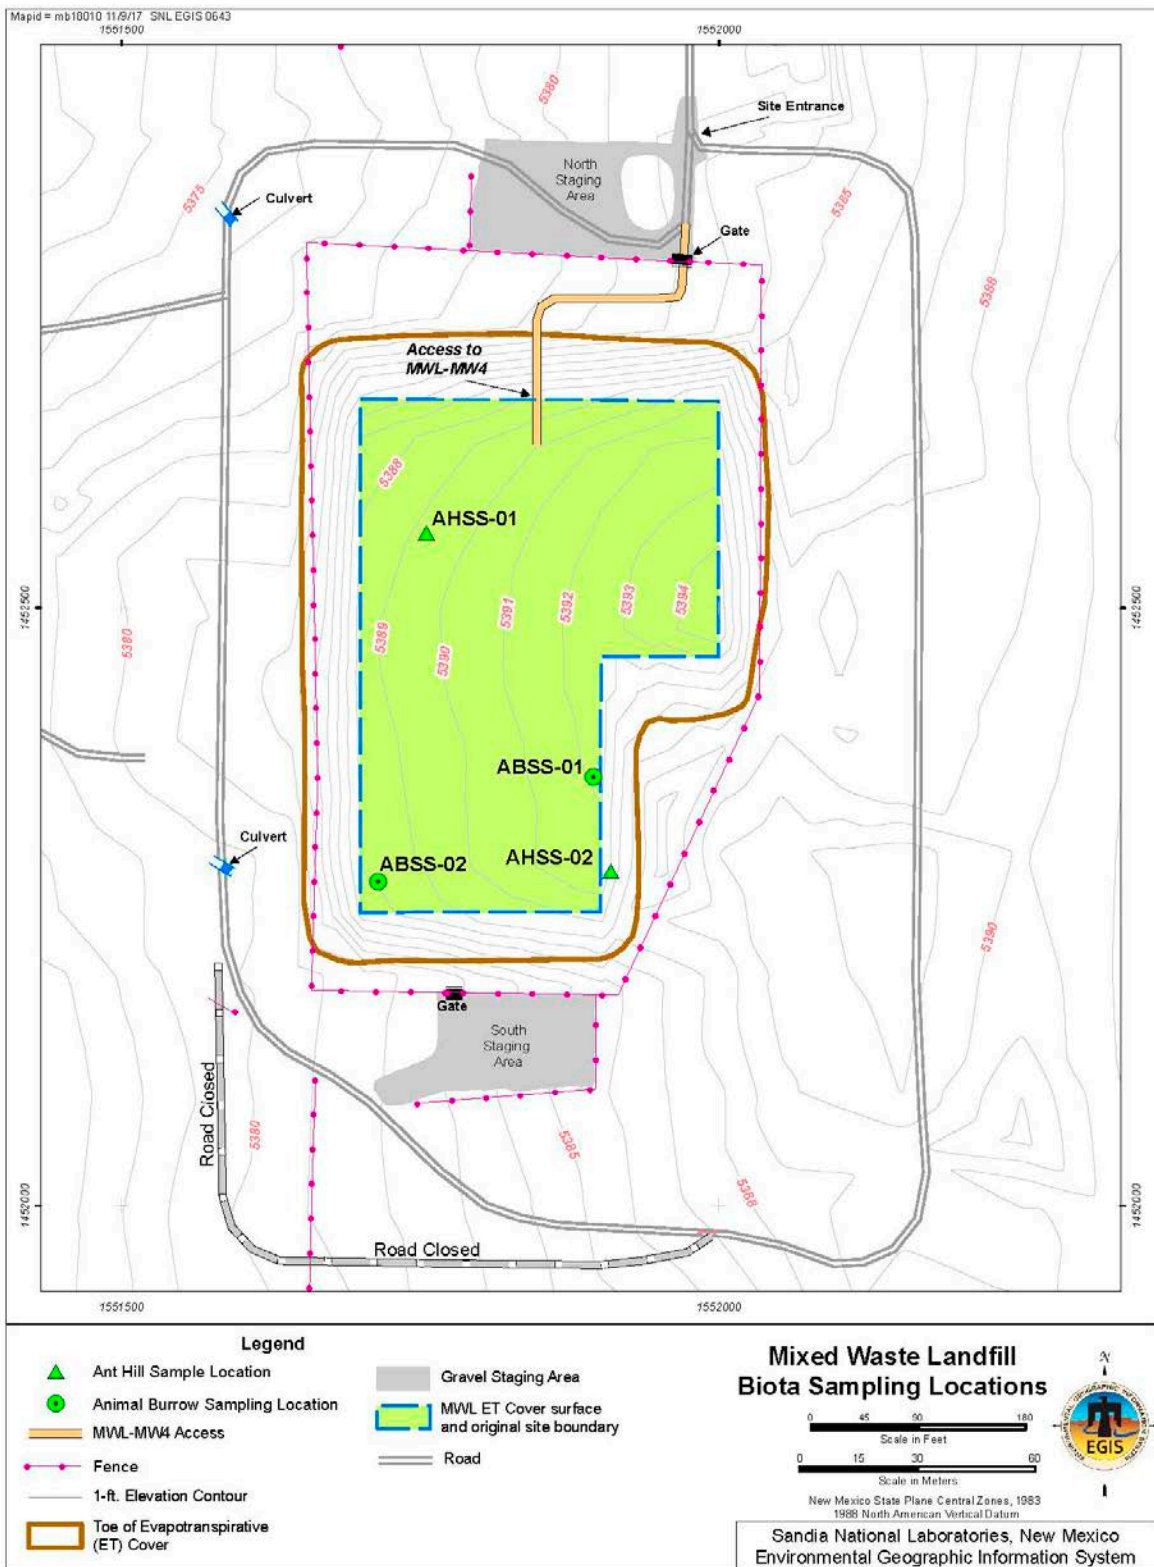 Mapid = mb18010 11/9/17 SNL EGIS 0643
1551500
1552000
5380
Site Entrance
North
Staging
Area
5375
Culvert
5385
Gate
5388
Access to
MWL-MW4
5388
AHSS-01
1452500
1452500
5380
5389
5390
5391
5392
5393
5394
ABSS-01
Culvert
ABSS-02
AHSS-02
5390
Gate
South
Staging
Area
Road Closed
5380
5385
5388
1452000
1452000
Road Closed
1551500
1552000
Legend
Ant Hill Sample Location
Animal Burrow Sampling Location
MWL-MW4 Access
Fence
1-ft. Elevation Contour
Toe of Evapotranspirative
(ET) Cover
Gravel Staging Area
MWL ET Cover surface
and original site boundary
Road
Mixed Waste Landfill
Biota Sampling Locations
0 45 90 180
Scale in Feet
0 15 30 60
Scale in Meters
New Mexico State Plane Central Zones, 1983
1988 North American Vertical Datum
N
EGIS
Sandia National Laboratories, New Mexico
Environmental Geographic Information System